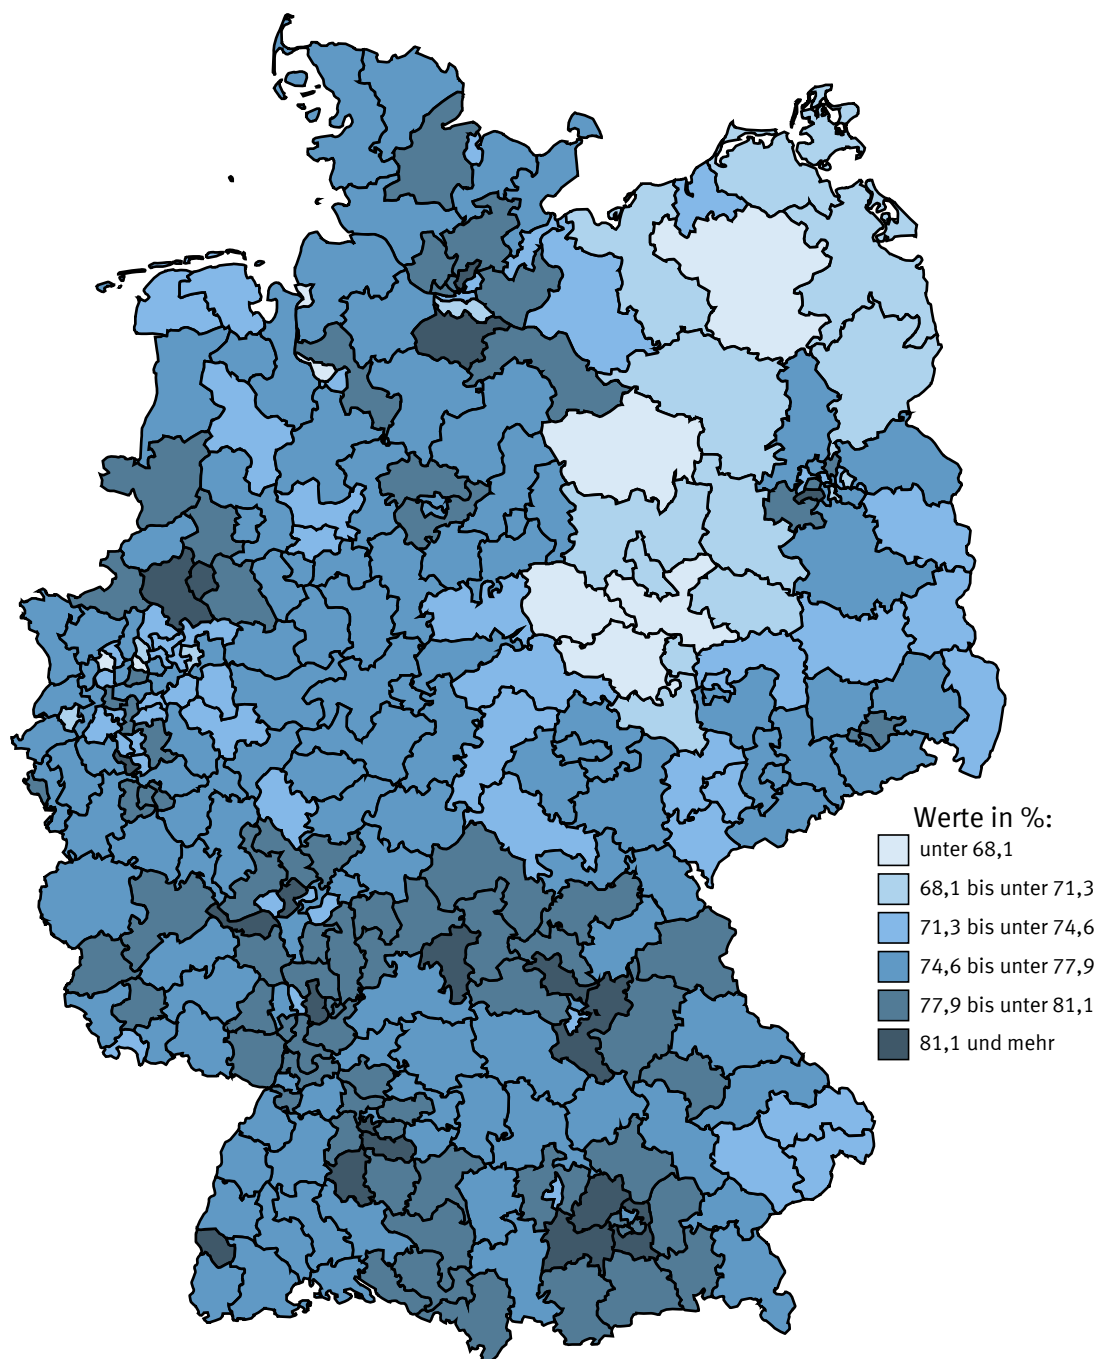 Werte in %:
unter 68,1
68,1 bis unter 71,3
71,3 bis unter 74,6
74,6 bis unter 77,9
77,9 bis unter 81,1
81,1 und mehr